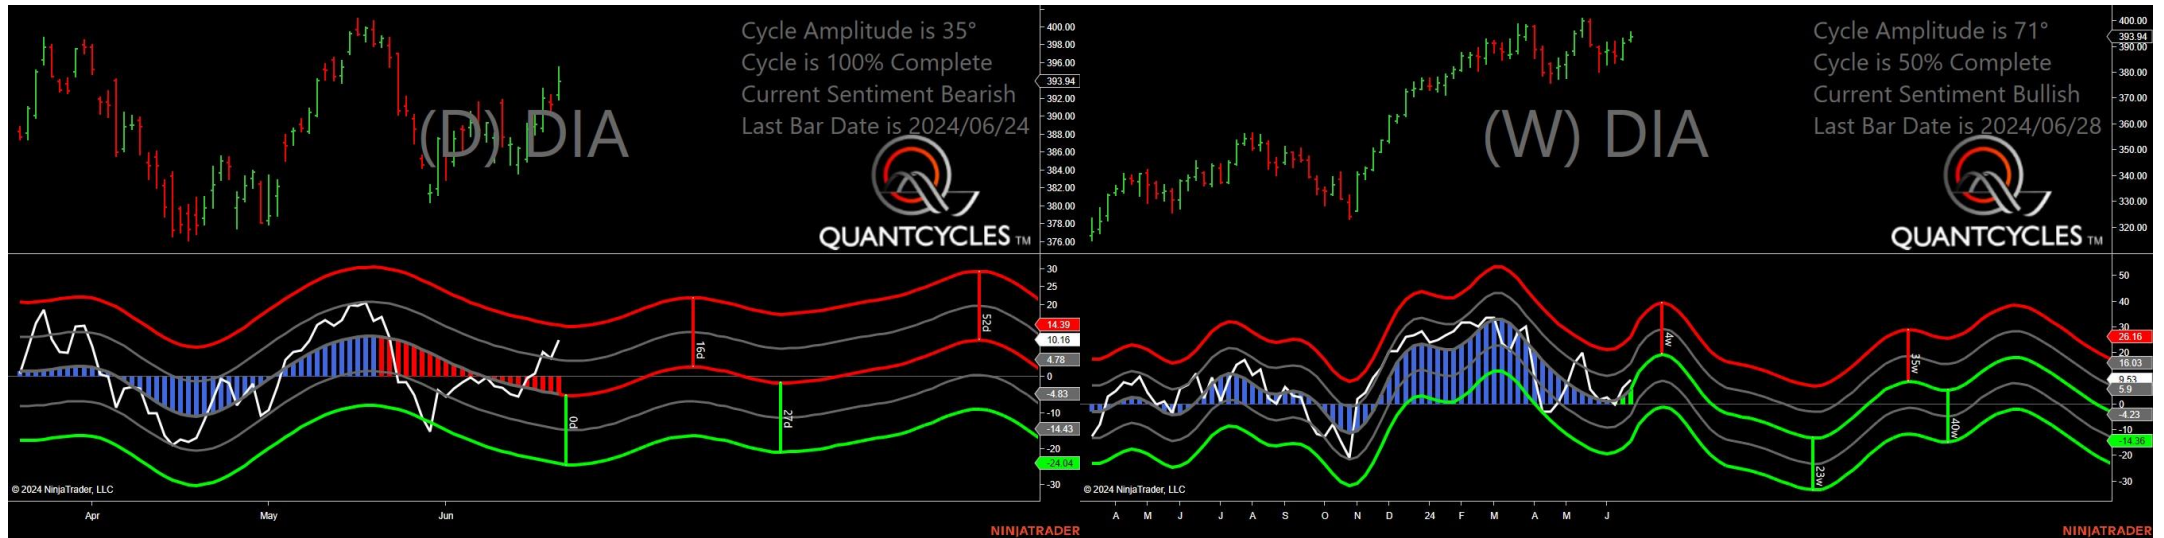 Cycle Amplitude is 35°
Cycle is 100% Complete
Current Sentiment Bearish
Last Bar Date is 2024/06/24
(D) DIA
QUANTCYCLES TM
400.00
398.00
396.00
393.94
392.00
390.00
388.00
386.00
384.00
382.00
380.00
378.00
376.00
30
25
20
14.39
10.16
4.78
0
-4.83
-10
-14.43
-20
-24.04
-30
0d
16d
27d
52d
© 2024 NinjaTrader, LLC
Apr
May
Jun
NINJATRADER
Cycle Amplitude is 71°
Cycle is 50% Complete
Current Sentiment Bullish
Last Bar Date is 2024/06/28
(W) DIA
QUANTCYCLES TM
400.00
393.94
390.00
380.00
370.00
360.00
350.00
340.00
330.00
320.00
50
40
30
26.16
20
16.03
9.53
5.9
0
-4.23
-10
-14.36
-20
-30
4w
23w
35w
40w
© 2024 NinjaTrader, LLC
A M J J A S O N D 24 F M A M J
NINJATRADER